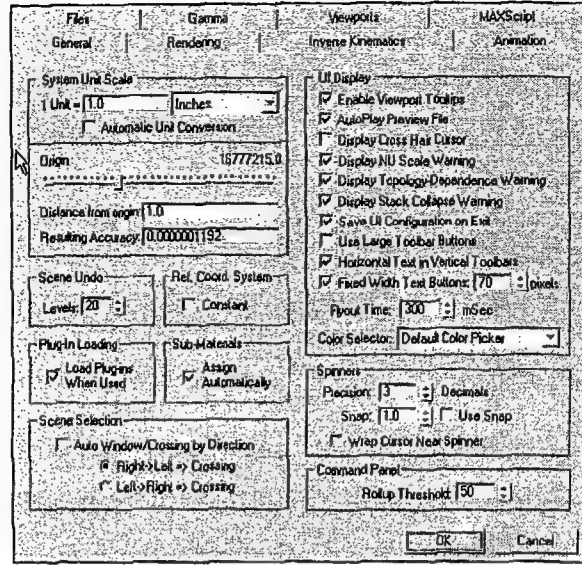 Files Gamma Viewports MAXScript
General Rendering Inverse Kinematics Animation
System Unit Scale
1 Unit = 1.0 Inches
Automatic Unit Conversion
Origin 16777215.0
Distance from origin: 1.0
Resulting Accuracy: 0.0000001192
Scene Undo
Levels: 20
Ref. Coord. System
Constant
Plug-In Loading
Load Plug-ins
When Used
Sub-Materials
Assign
Automatically
Scene Selection
Auto Window/Crossing by Direction
Right->Left => Crossing
Left->Right => Crossing
UI Display
Enable Viewport Tooltips
AutoPlay Preview File
Display Cross Hair Cursor
Display NU Scale Warning
Display Topology-Dependence Warning
Display Stack Collapse Warning
Save UI Configuration on Exit
Use Large Toolbar Buttons
Horizontal Text in Vertical Toolbars
Fixed Width Text Buttons: 70 pixels
Flyout Time: 300 mSec
Color Selector: Default Color Picker
Spinners
Precision: 3 Decimals
Snap: 1.0 Use Snap
Wrap Cursor Near Spinner
Command Panel
Rollup Threshold: 50
OK Cancel